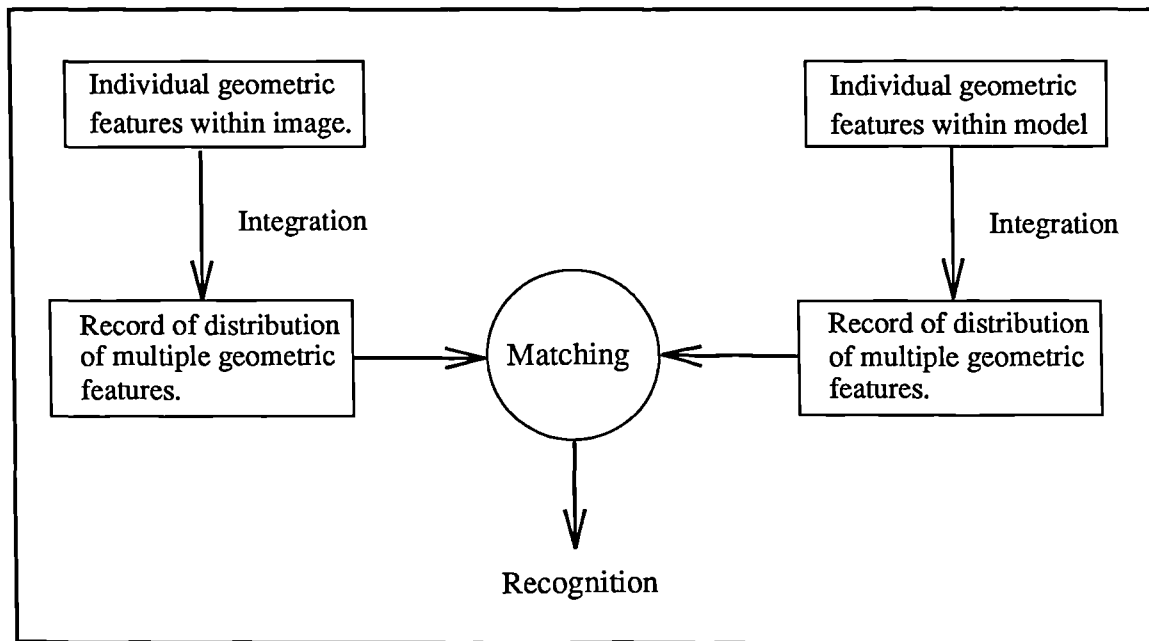 Individual geometric
features within image.
Individual geometric
features within model
Integration
Integration
Record of distribution
of multiple geometric
features.
Matching
Record of distribution
of multiple geometric
features.
Recognition